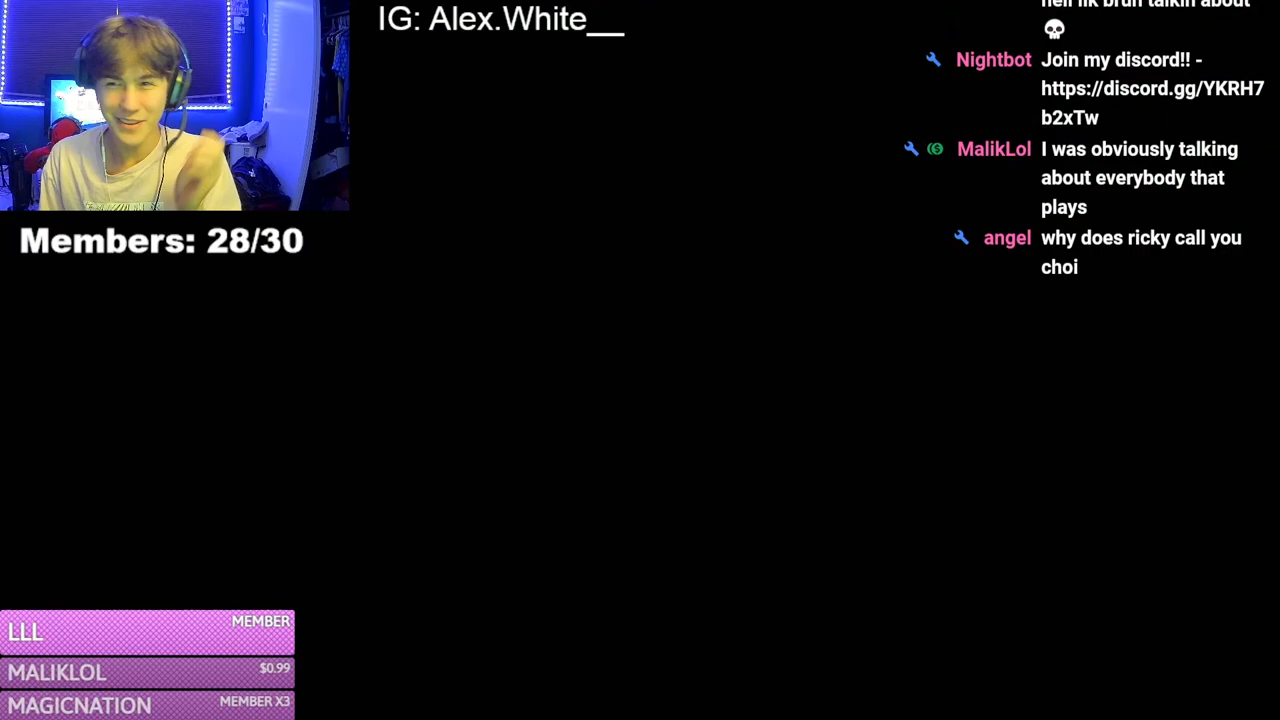 IG: Alex.White__
Members: 28/30
talkin about
💀
Nightbot Join my discord!! -
https://discord.gg/YKRH7
b2xTw
MalikLol I was obviously talking
about everybody that
plays
angel why does ricky call you
choi
LLL MEMBER
MALIKLOL $0.99
MAGICNATION MEMBER X3